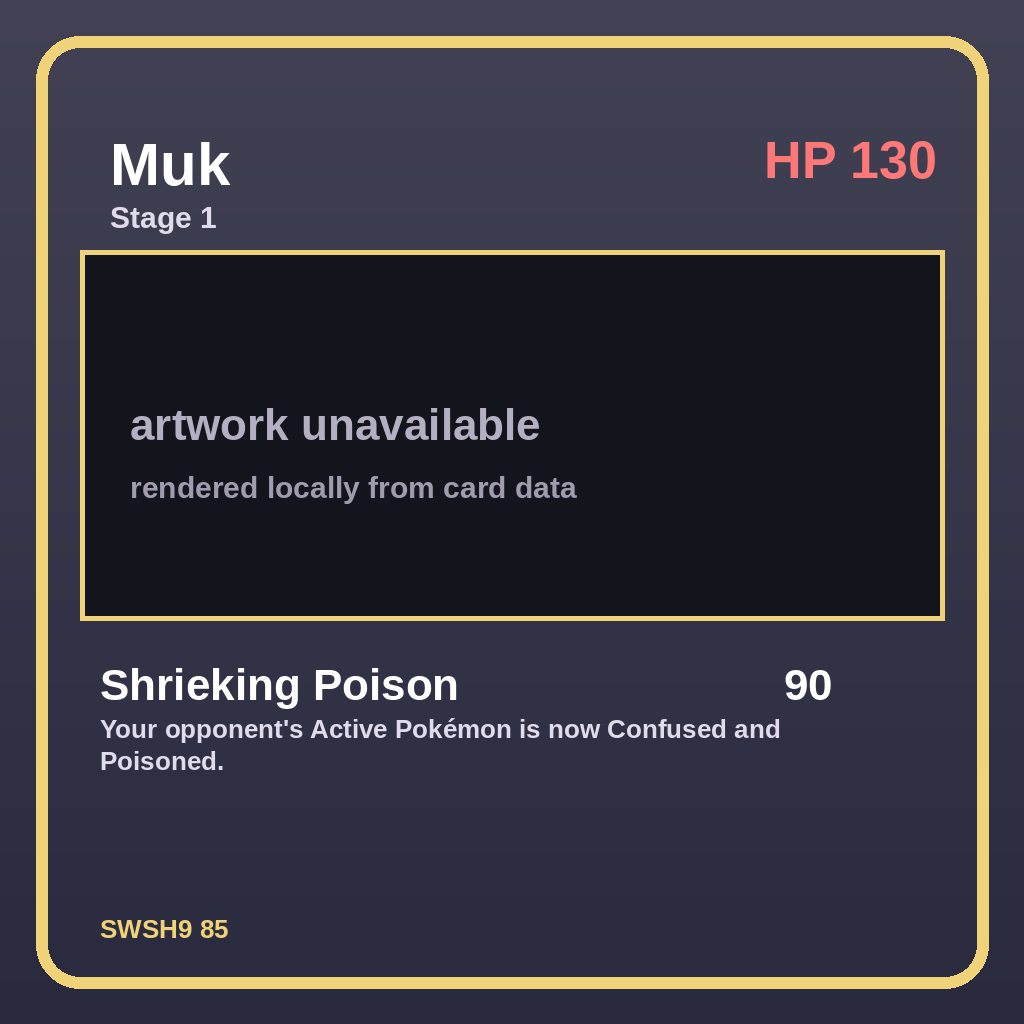 Muk
HP 130
Stage 1
artwork unavailable
rendered locally from card data
Shrieking Poison
90
Your opponent's Active Pokémon is now Confused and
Poisoned.
SWSH9 85